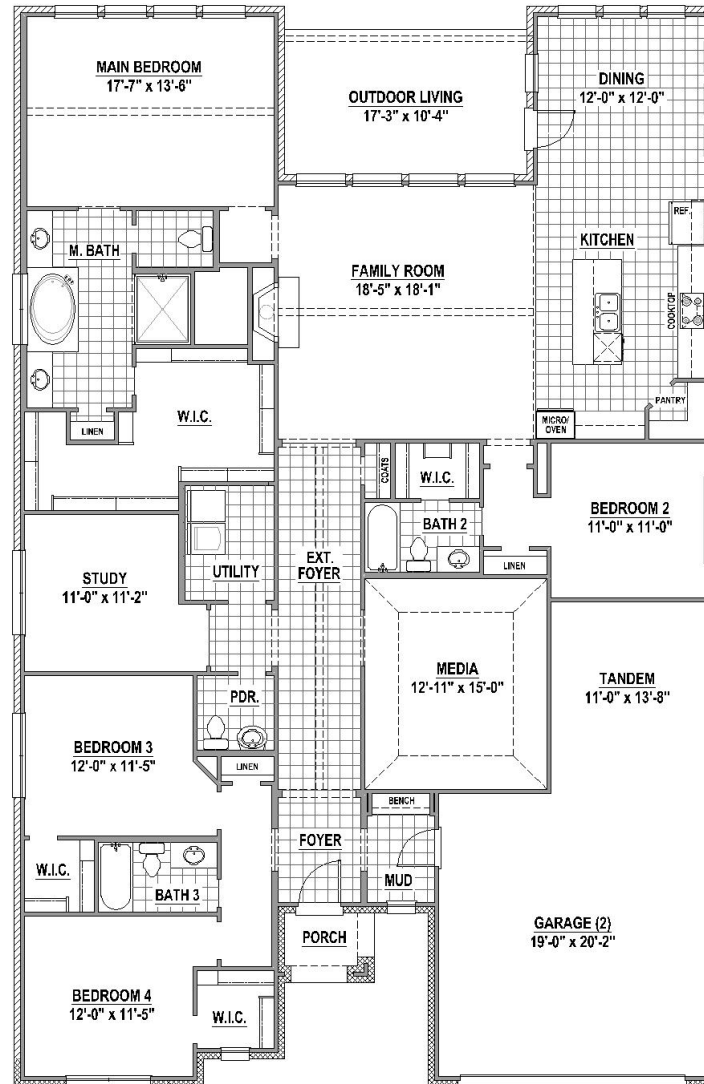 MAIN BEDROOM
17'-7" x 13'-6"
OUTDOOR LIVING
17'-3" x 10'-4"
DINING
12'-0" x 12'-0"
M. BATH
FAMILY ROOM
18'-5" x 18'-1"
KITCHEN
REF.
COOKTOP
PANTRY
MICRO/
OVEN
W.I.C.
LINEN
COATS
W.I.C.
BATH 2
LINEN
BEDROOM 2
11'-0" x 11'-0"
STUDY
11'-0" x 11'-2"
UTILITY
EXT.
FOYER
MEDIA
12'-11" x 15'-0"
TANDEM
11'-0" x 13'-8"
PDR.
BEDROOM 3
12'-0" x 11'-5"
LINEN
BENCH
FOYER
MUD
W.I.C.
BATH 3
PORCH
GARAGE (2)
19'-0" x 20'-2"
BEDROOM 4
12'-0" x 11'-5"
W.I.C.